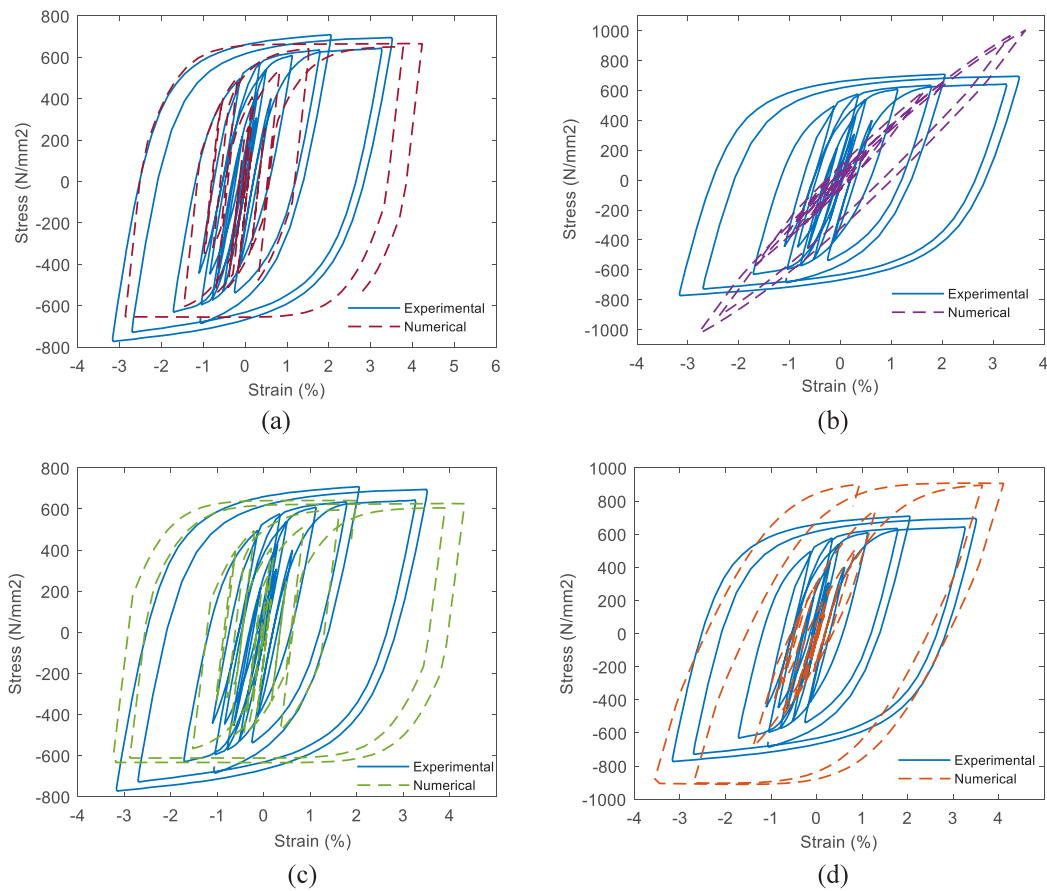 800
600
400
200
0
-200
-400
-600
-800
-4 -3 -2 -1 0 1 2 3 4 5 6
Stress (N/mm2)
Strain (%)
Experimental
Numerical
(a)
1000
800
600
400
200
0
-200
-400
-600
-800
-1000
-4 -3 -2 -1 0 1 2 3 4
Stress (N/mm2)
Strain (%)
Experimental
Numerical
(b)
800
600
400
200
0
-200
-400
-600
-800
-4 -3 -2 -1 0 1 2 3 4
Stress (N/mm2)
Strain (%)
Experimental
Numerical
(c)
1000
800
600
400
200
0
-200
-400
-600
-800
-1000
-4 -3 -2 -1 0 1 2 3 4
Stress (N/mm2)
Strain (%)
Experimental
Numerical
(d)